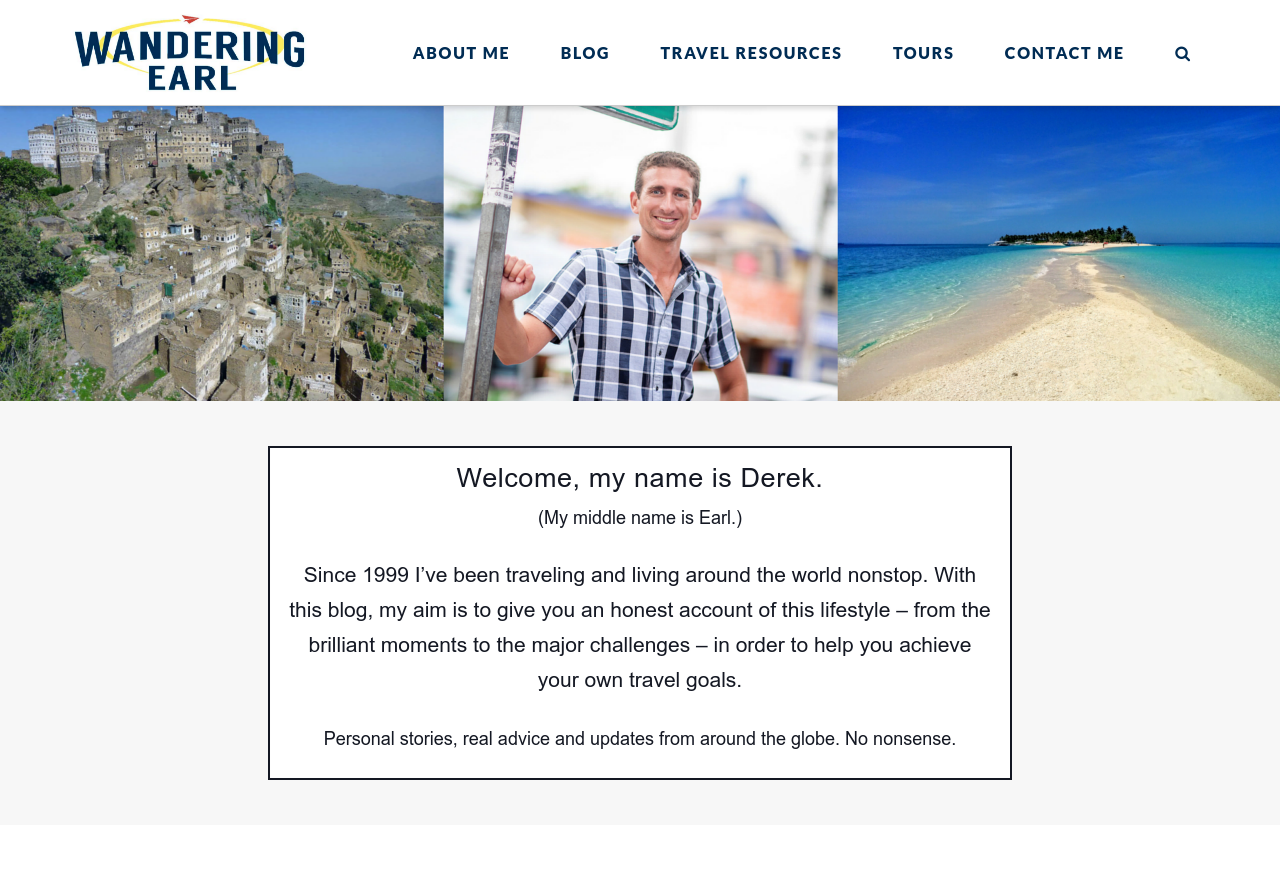 WANDERING
EARL
ABOUT ME
BLOG
TRAVEL RESOURCES
TOURS
CONTACT ME
Welcome, my name is Derek.
(My middle name is Earl.)
Since 1999 I’ve been traveling and living around the world nonstop. With
this blog, my aim is to give you an honest account of this lifestyle – from the
brilliant moments to the major challenges – in order to help you achieve
your own travel goals.
Personal stories, real advice and updates from around the globe. No nonsense.